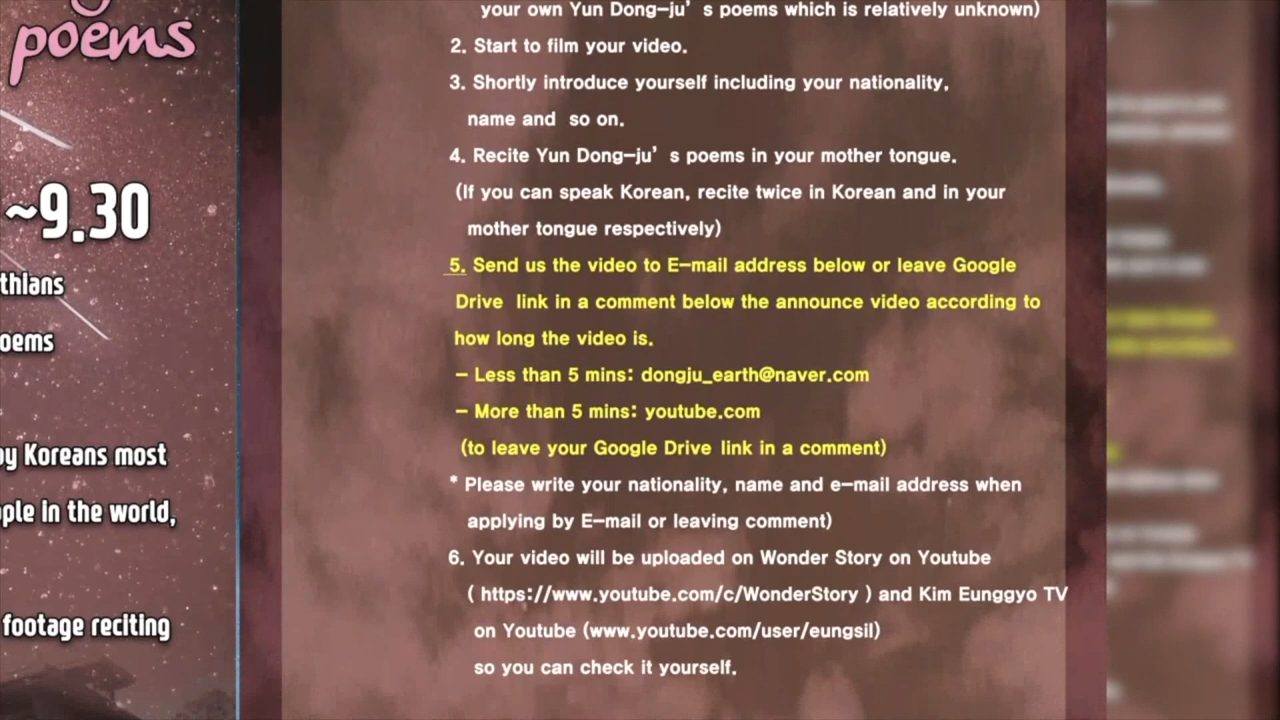 poems
~9.30
thians
oems
by Koreans most
ple in the world,
footage reciting
your own Yun Dong-ju's poems which is relatively unknown)
2. Start to film your video.
3. Shortly introduce yourself including your nationality,
name and so on.
4. Recite Yun Dong-ju's poems in your mother tongue.
(If you can speak Korean, recite twice in Korean and in your
mother tongue respectively)
5. Send us the video to E-mail address below or leave Google
Drive link in a comment below the announce video according to
how long the video is.
- Less than 5 mins: dongju_earth@naver.com
- More than 5 mins: youtube.com
(to leave your Google Drive link in a comment)
* Please write your nationality, name and e-mail address when
applying by E-mail or leaving comment)
6. Your video will be uploaded on Wonder Story on Youtube
( https://www.youtube.com/c/WonderStory ) and Kim Eunggyo TV
on Youtube (www.youtube.com/user/eungsil)
so you can check it yourself.